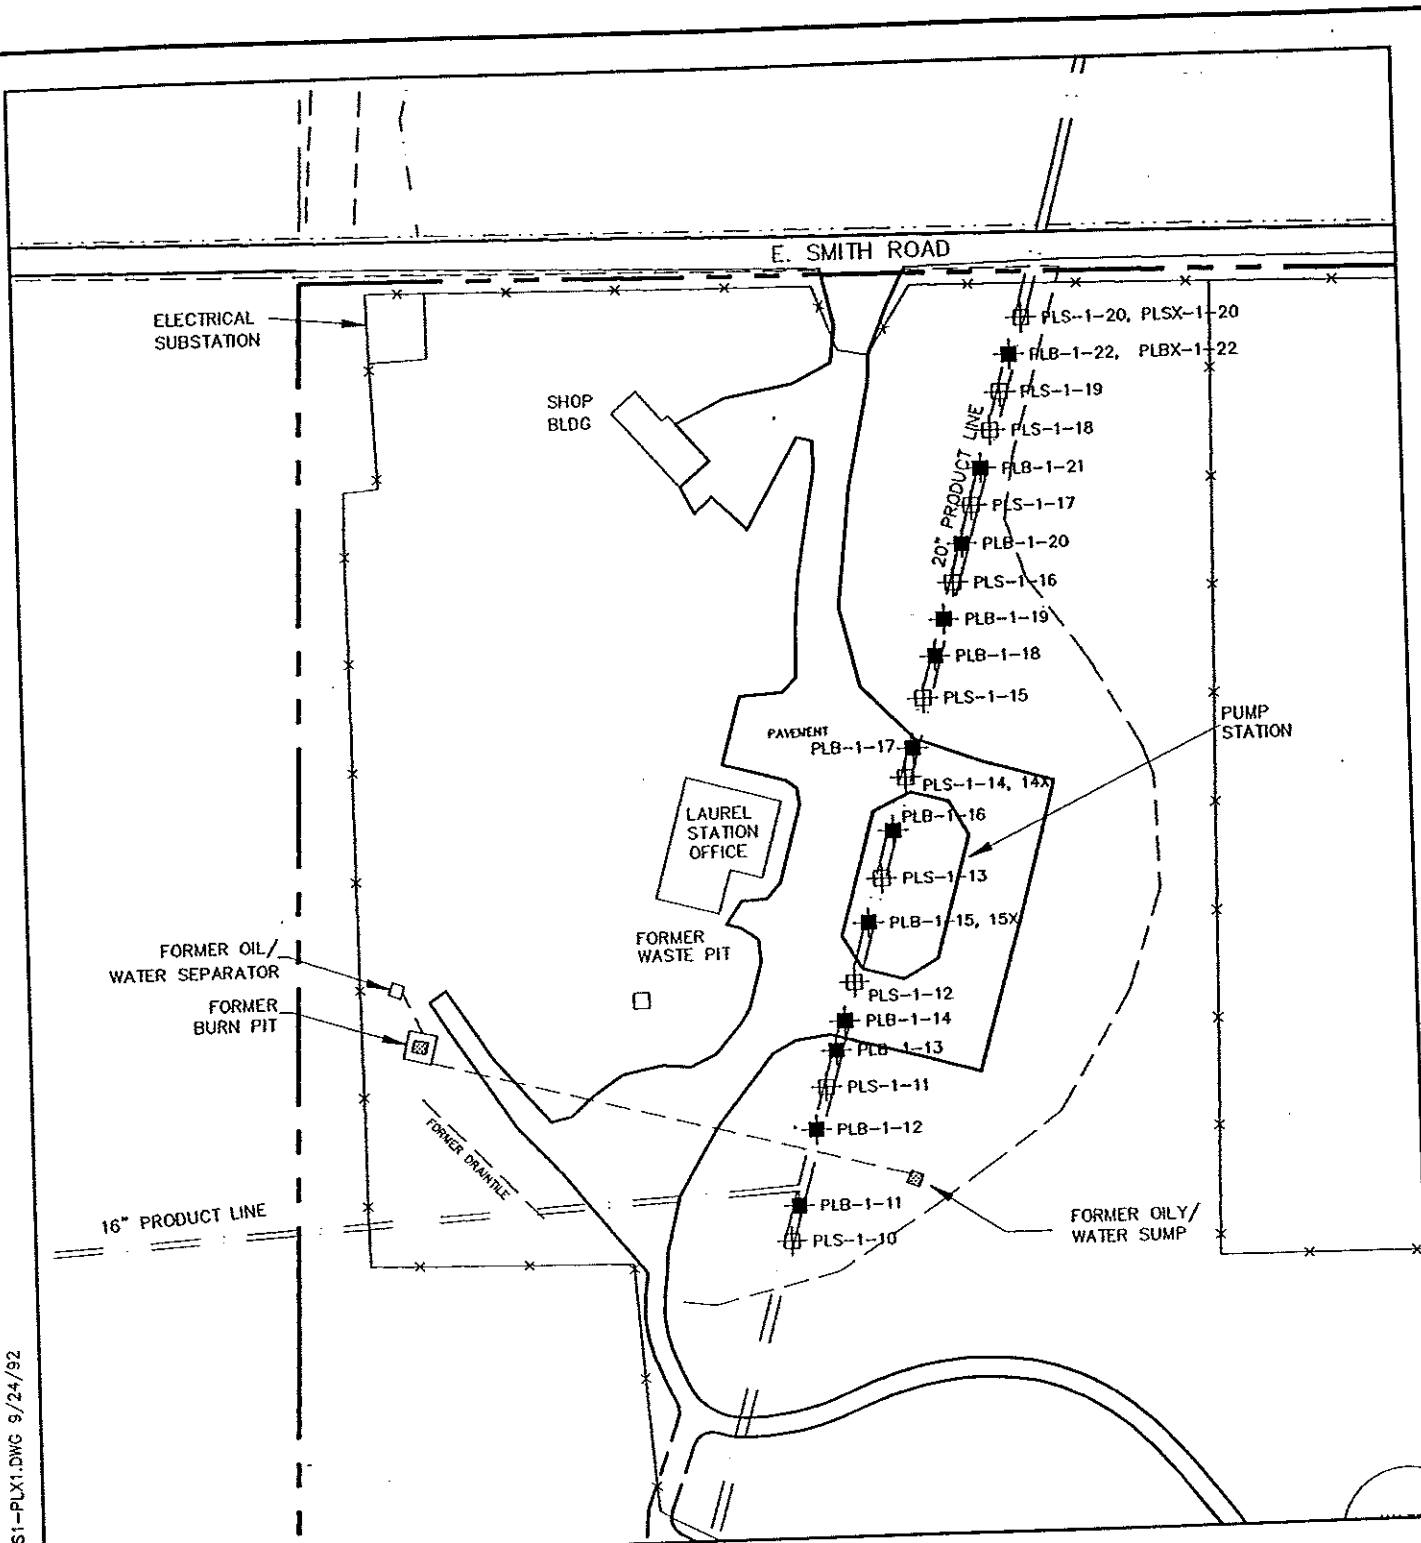 E. SMITH ROAD
ELECTRICAL
SUBSTATION
SHOP
BLDG
20" PRODUCT LINE
PLS-1-20, PLSX-1-20
PLB-1-22, PLBX-1-22
PLS-1-19
PLS-1-18
PLB-1-21
PLS-1-17
PLB-1-20
PLS-1-16
PLB-1-19
PLB-1-18
PLS-1-15
PUMP
STATION
PAVEMENT
PLB-1-17
PLS-1-14, 14X
PLB-1-16
LAUREL
STATION
OFFICE
PLS-1-13
PLB-1-15, 15X
FORMER
WASTE PIT
FORMER OIL/
WATER SEPARATOR
FORMER
BURN PIT
PLS-1-12
PLB-1-14
PLB-1-13
PLS-1-11
PLB-1-12
FORMER DRAINTILE
16" PRODUCT LINE
PLB-1-11
PLS-1-10
FORMER OILY/
WATER SUMP
S1-PLX1.DWG 9/24/92